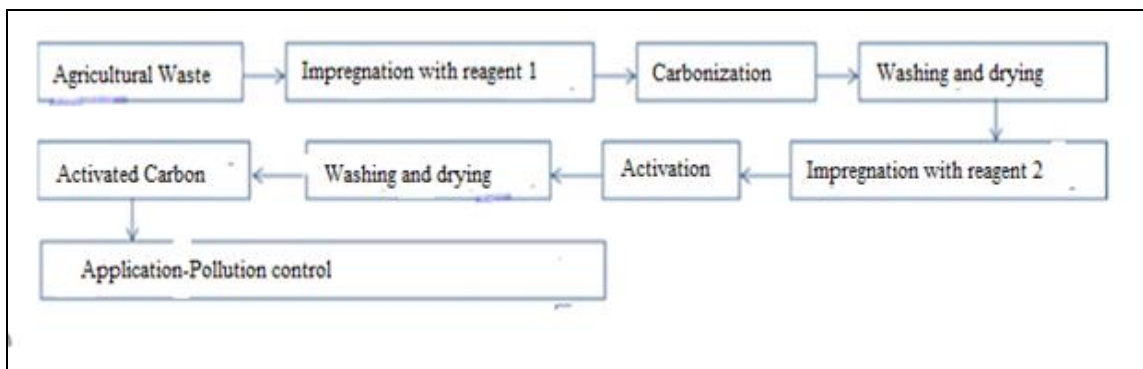 Agricultural Waste
Impregnation with reagent 1
Carbonization
Washing and drying
Impregnation with reagent 2
Activation
Washing and drying
Activated Carbon
Application-Pollution control